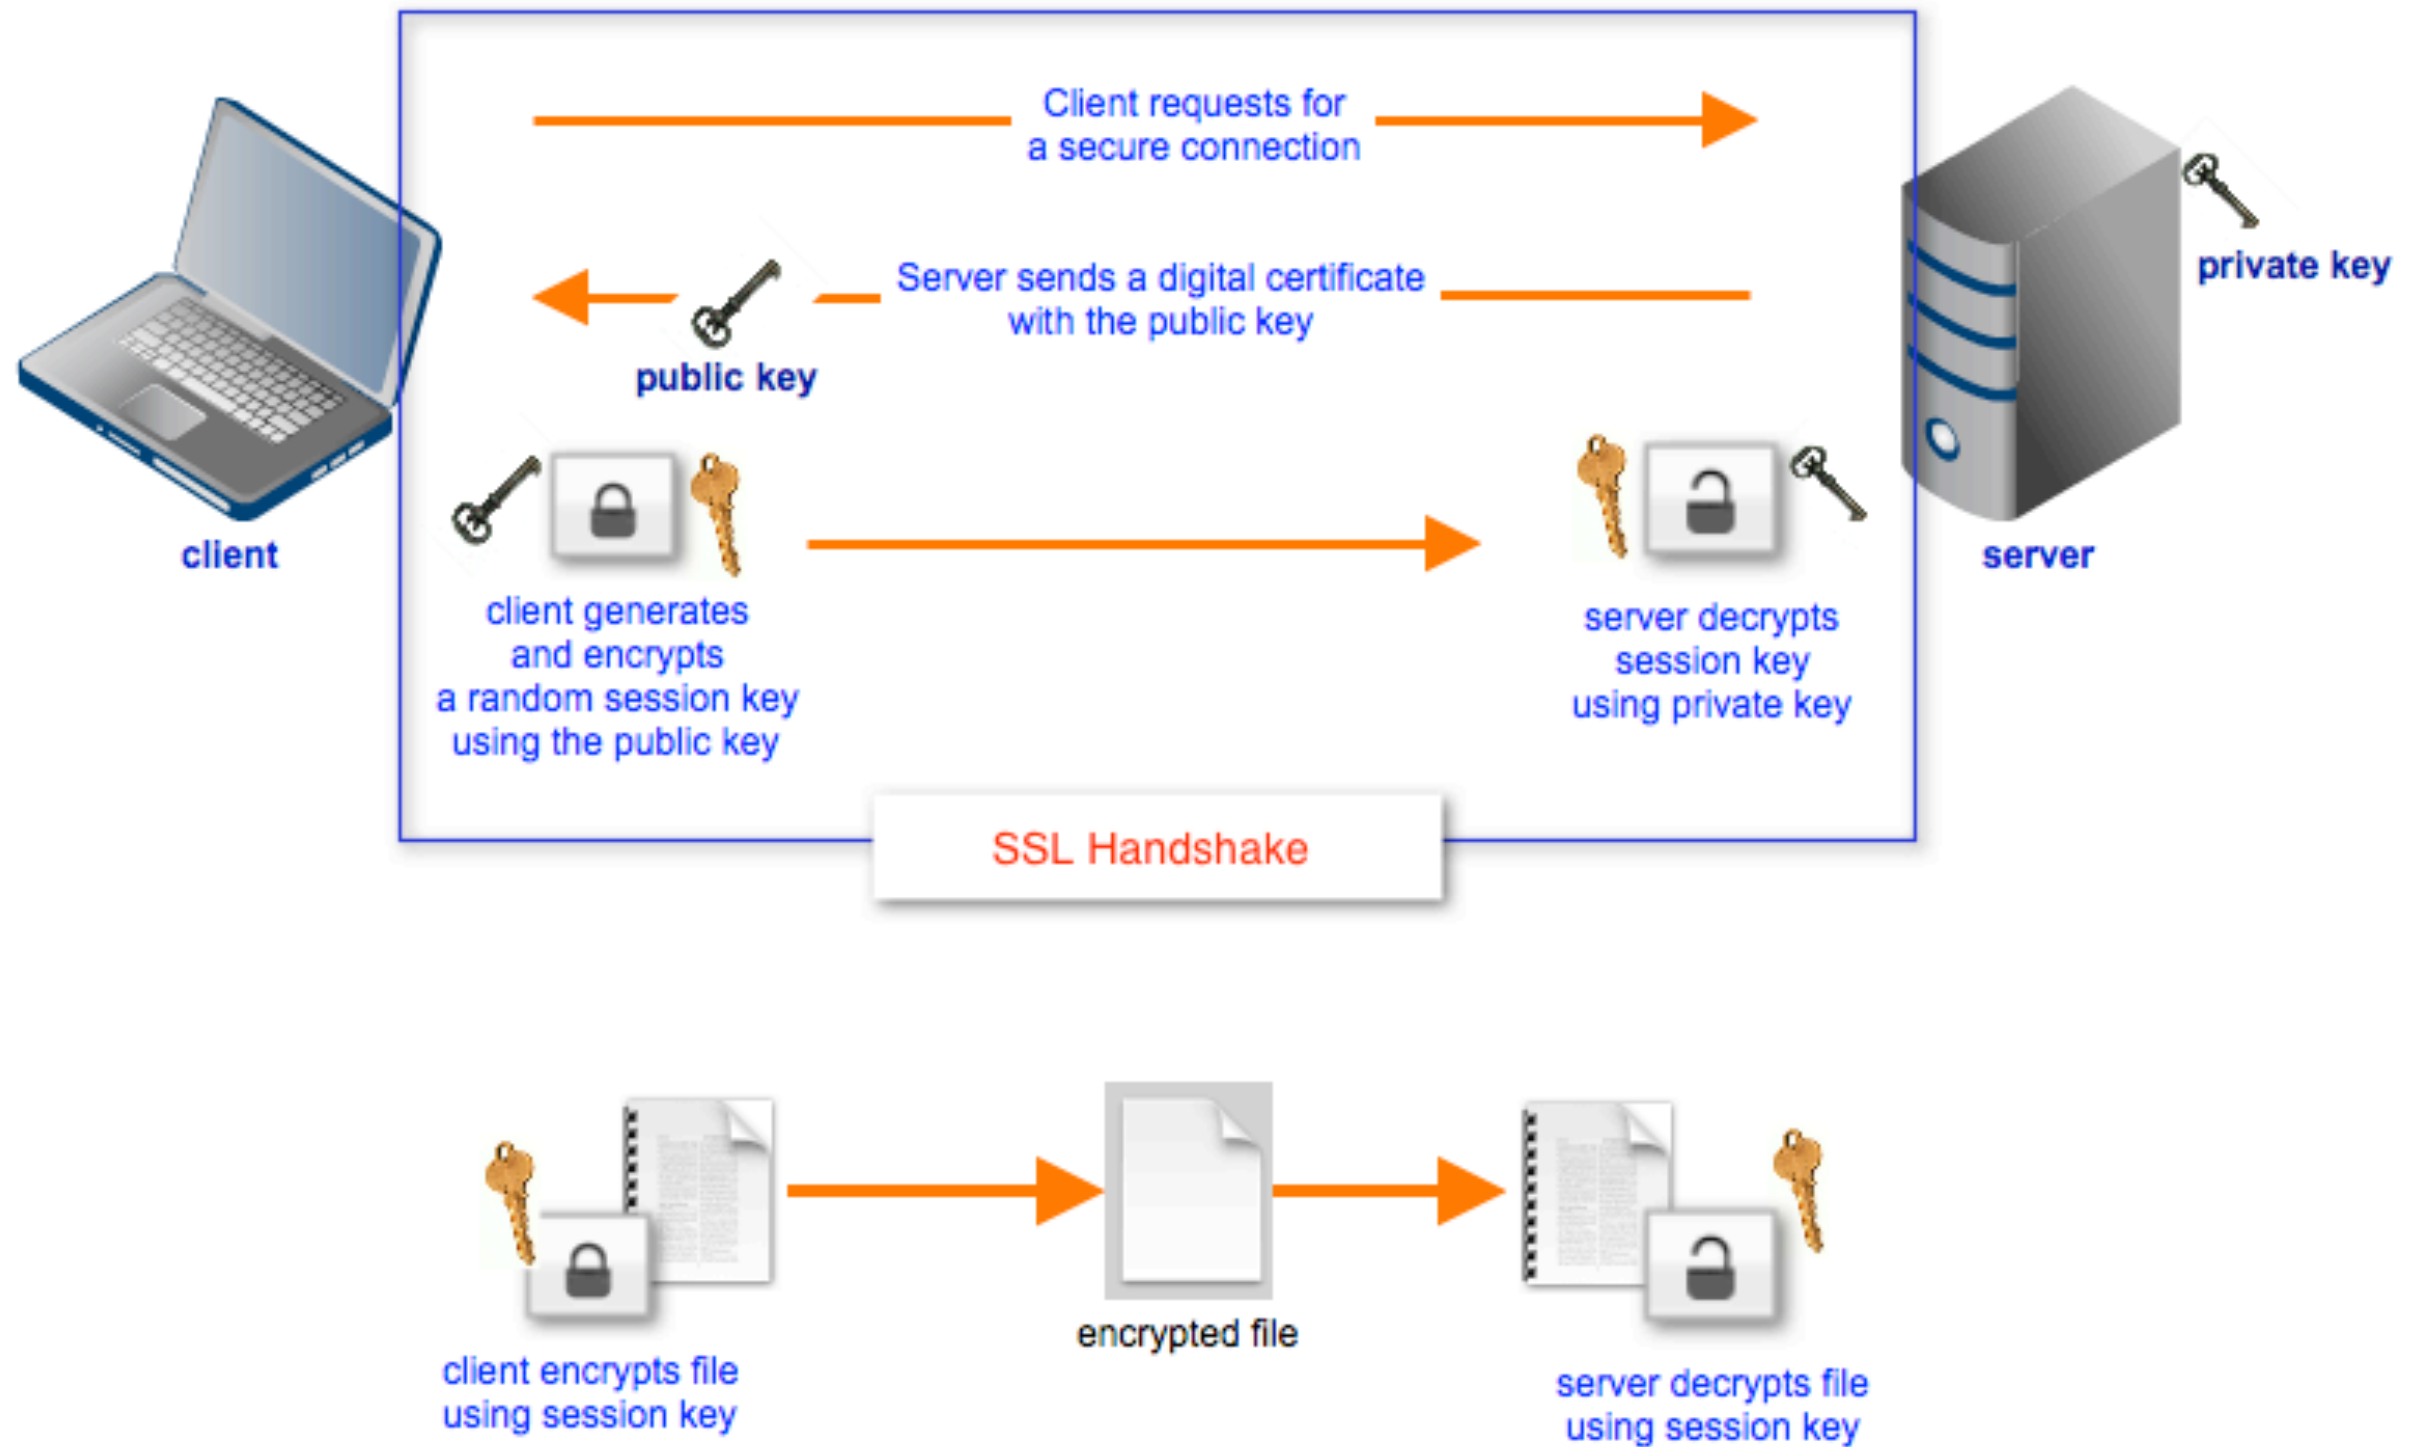 Client requests for
a secure connection
Server sends a digital certificate
with the public key
private key
public key
client
server
client generates
and encrypts
a random session key
using the public key
server decrypts
session key
using private key
SSL Handshake
encrypted file
client encrypts file
using session key
server decrypts file
using session key